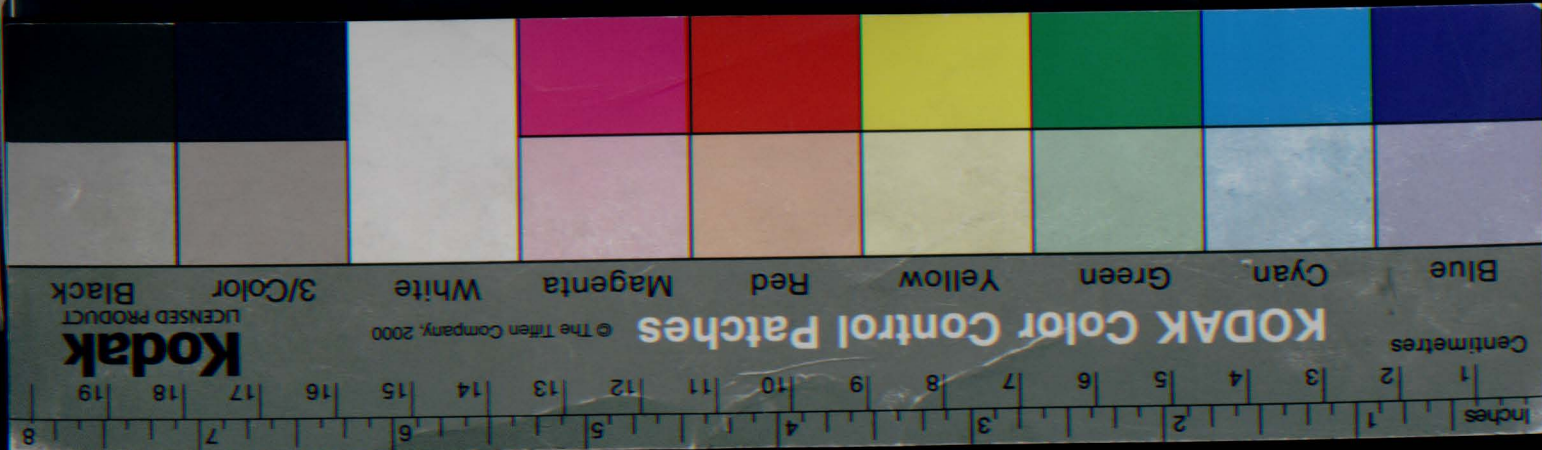 Inches 1 2 3 4 5 6 7 8
Centimetres 1 2 3 4 5 6 7 8 9 10 11 12 13 14 15 16 17 18 19
KODAK Color Control Patches © The Tiffen Company, 2000 Kodak
LICENSED PRODUCT
Blue Cyan Green Yellow Red Magenta White 3/Color Black